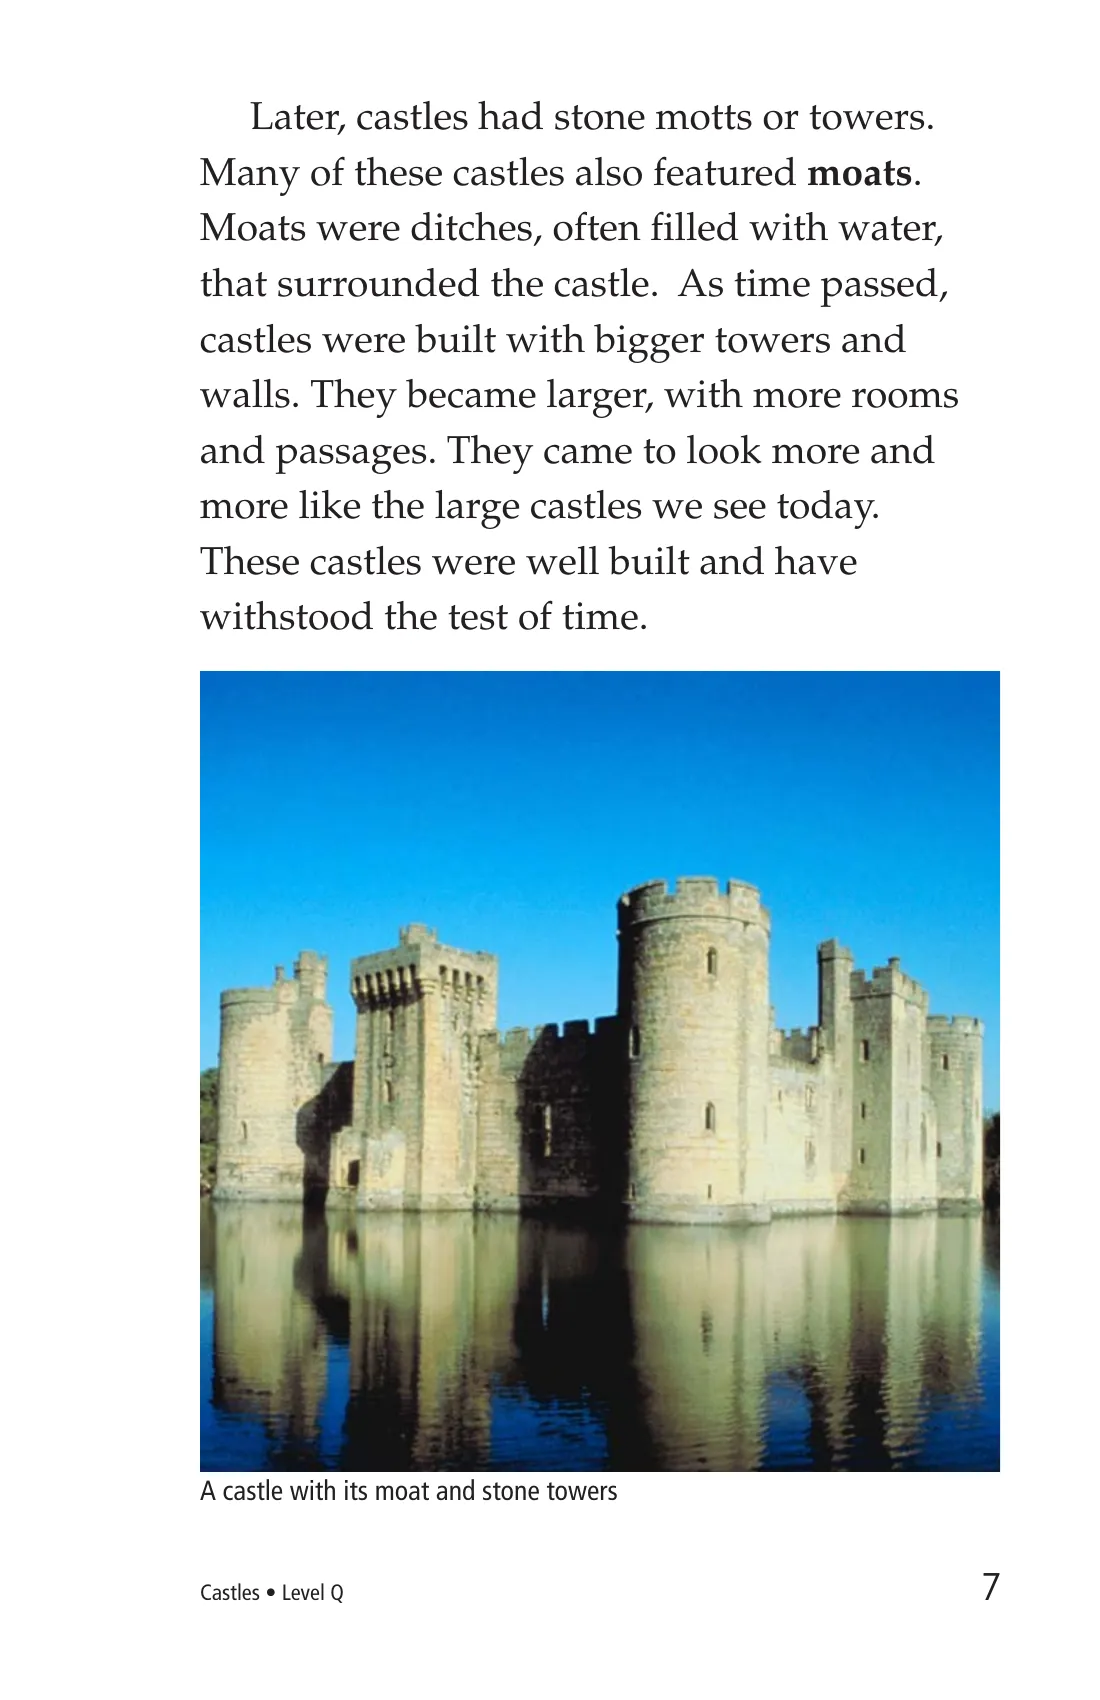 Later, castles had stone motts or towers.
Many of these castles also featured moats.
Moats were ditches, often filled with water,
that surrounded the castle.  As time passed,
castles were built with bigger towers and
walls. They became larger, with more rooms
and passages. They came to look more and
more like the large castles we see today.
These castles were well built and have
withstood the test of time.
A castle with its moat and stone towers
Castles • Level Q
7